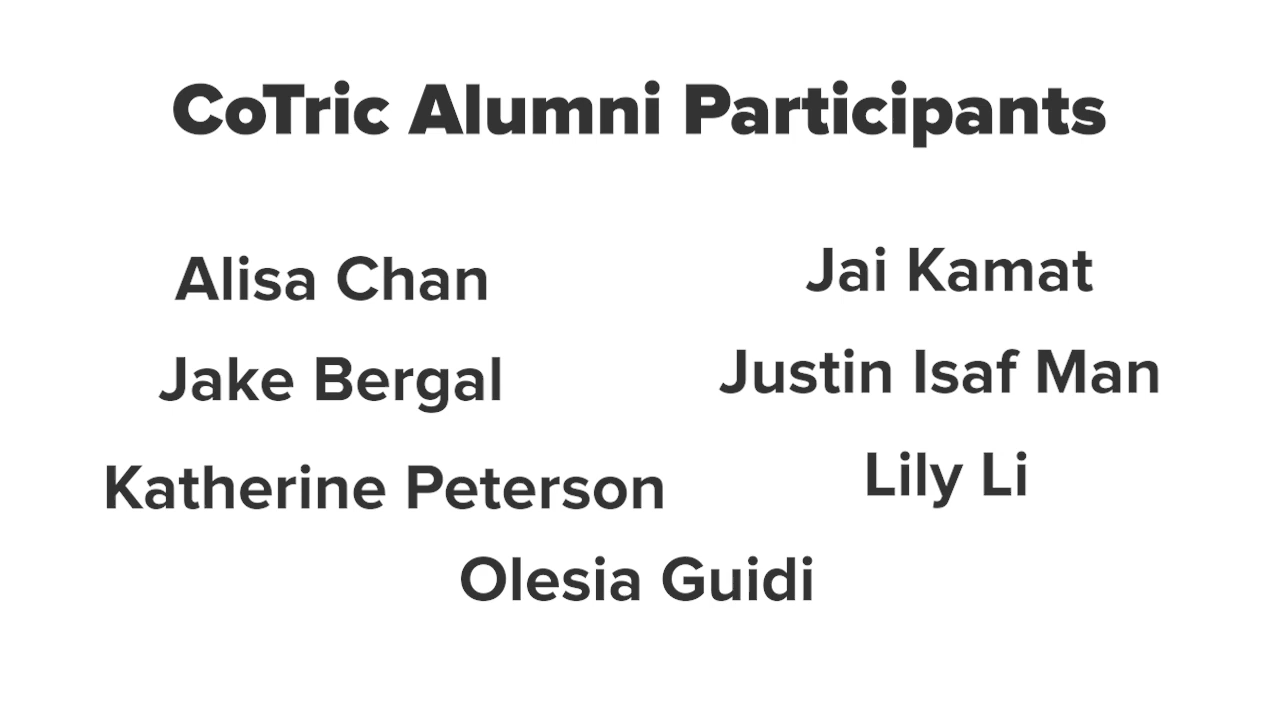 CoTric Alumni Participants
Alisa Chan
Jake Bergal
Katherine Peterson
Jai Kamat
Justin Isaf Man
Lily Li
Olesia Guidi